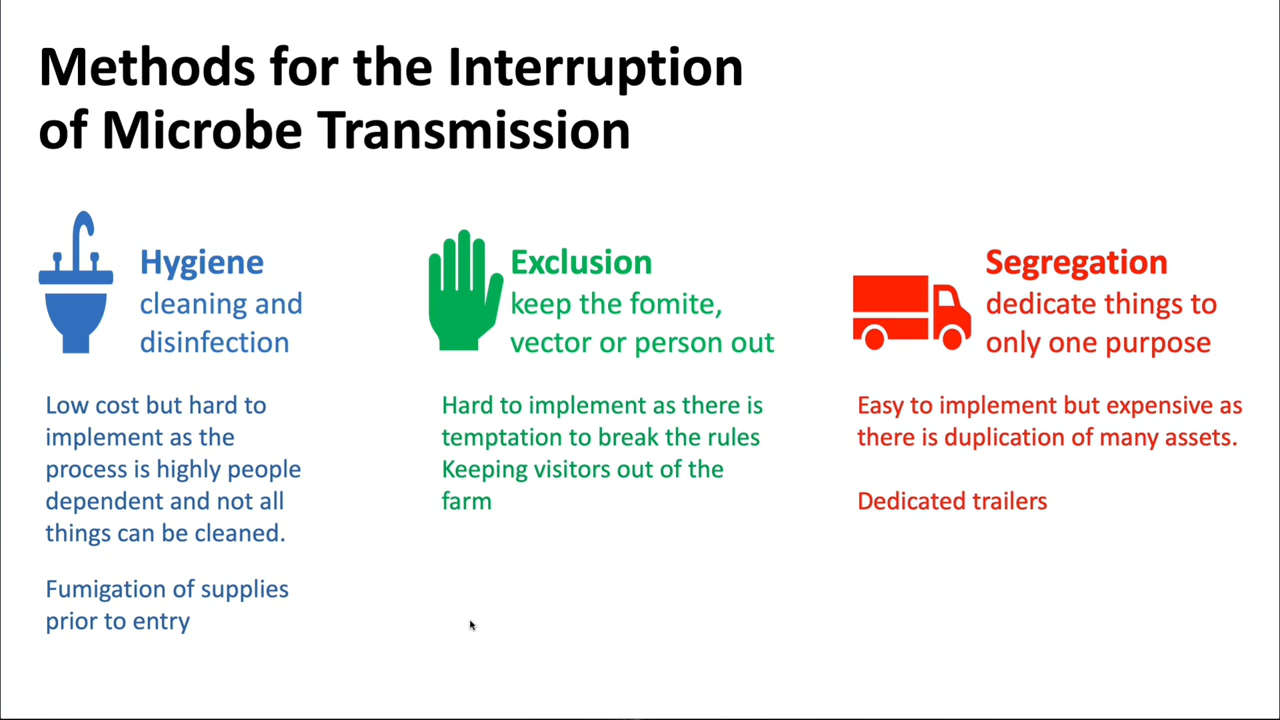 Methods for the Interruption
of Microbe Transmission
Hygiene
cleaning and
disinfection
Low cost but hard to
implement as the
process is highly people
dependent and not all
things can be cleaned.
Fumigation of supplies
prior to entry
Exclusion
keep the fomite,
vector or person out
Hard to implement as there is
temptation to break the rules
Keeping visitors out of the
farm
Segregation
dedicate things to
only one purpose
Easy to implement but expensive as
there is duplication of many assets.
Dedicated trailers